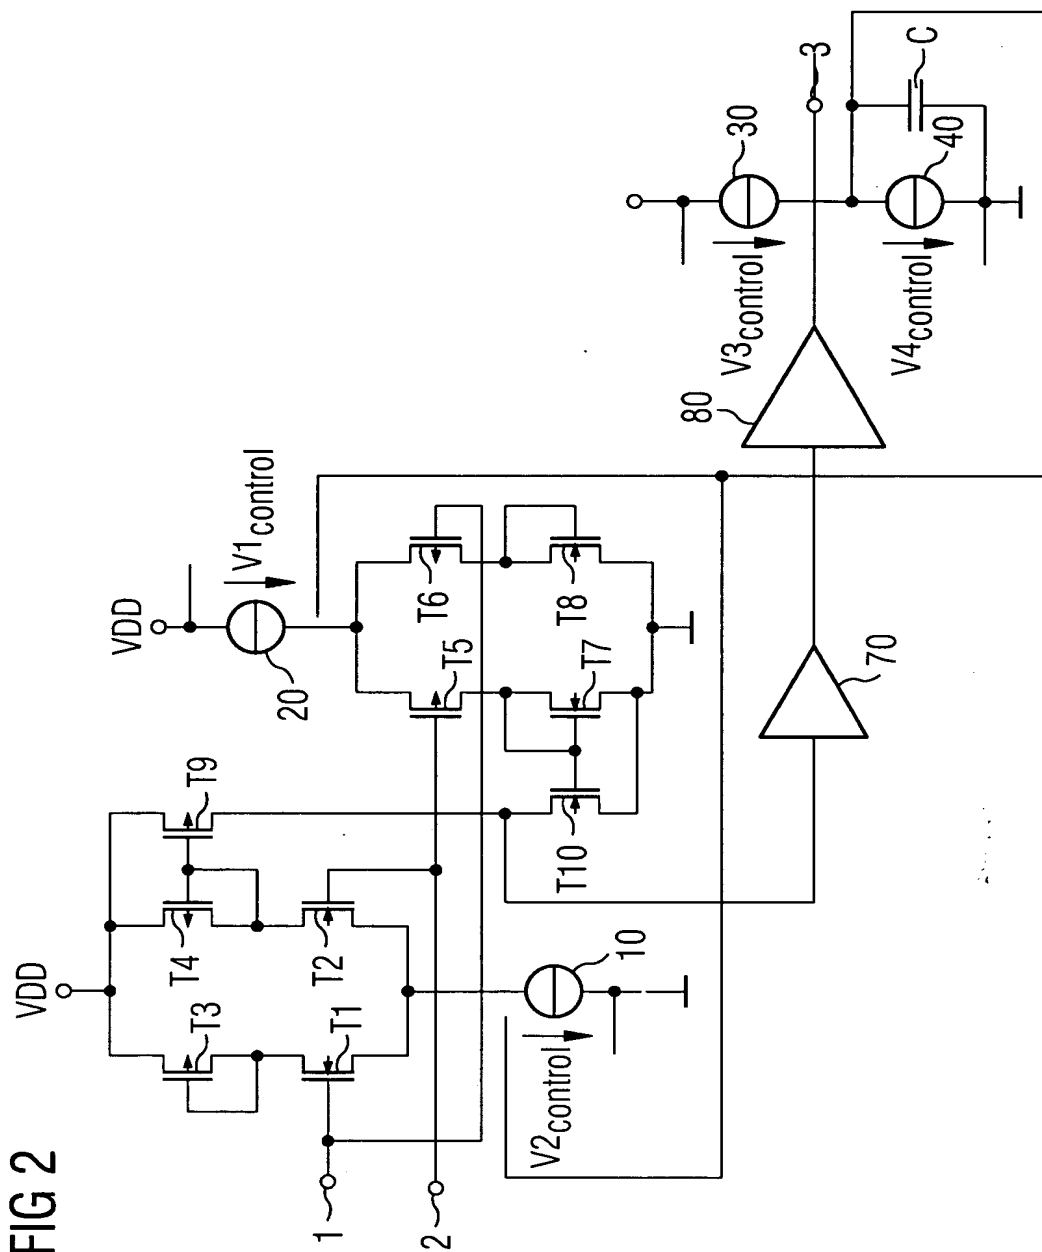 FIG 2
VDD
VDD
V1control
T3
T4
T9
20
T1
T2
T5
T6
1
2
T10
T7
T8
V2control
10
70
80
V3control
30
3
V4control
40
C